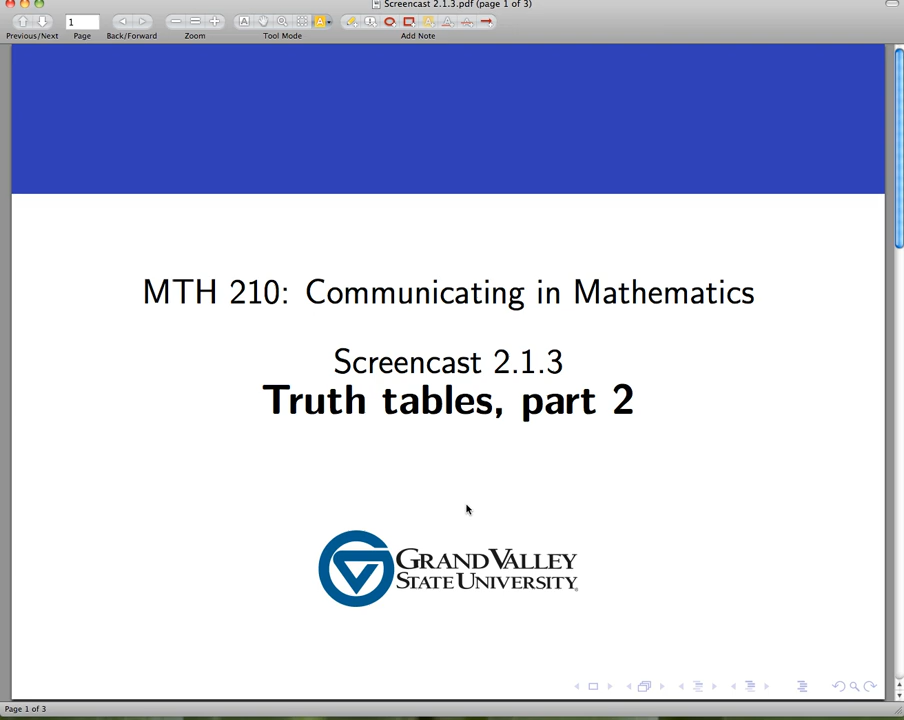 Screencast 2.1.3.pdf (page 1 of 3)
1
A
A
Previous/Next
Page
Back/Forward
Zoom
Tool Mode
Add Note
MTH 210: Communicating in Mathematics
Screencast 2.1.3
Truth tables, part 2
GRANDVALLEY
STATE UNIVERSITY
Page 1 of 3